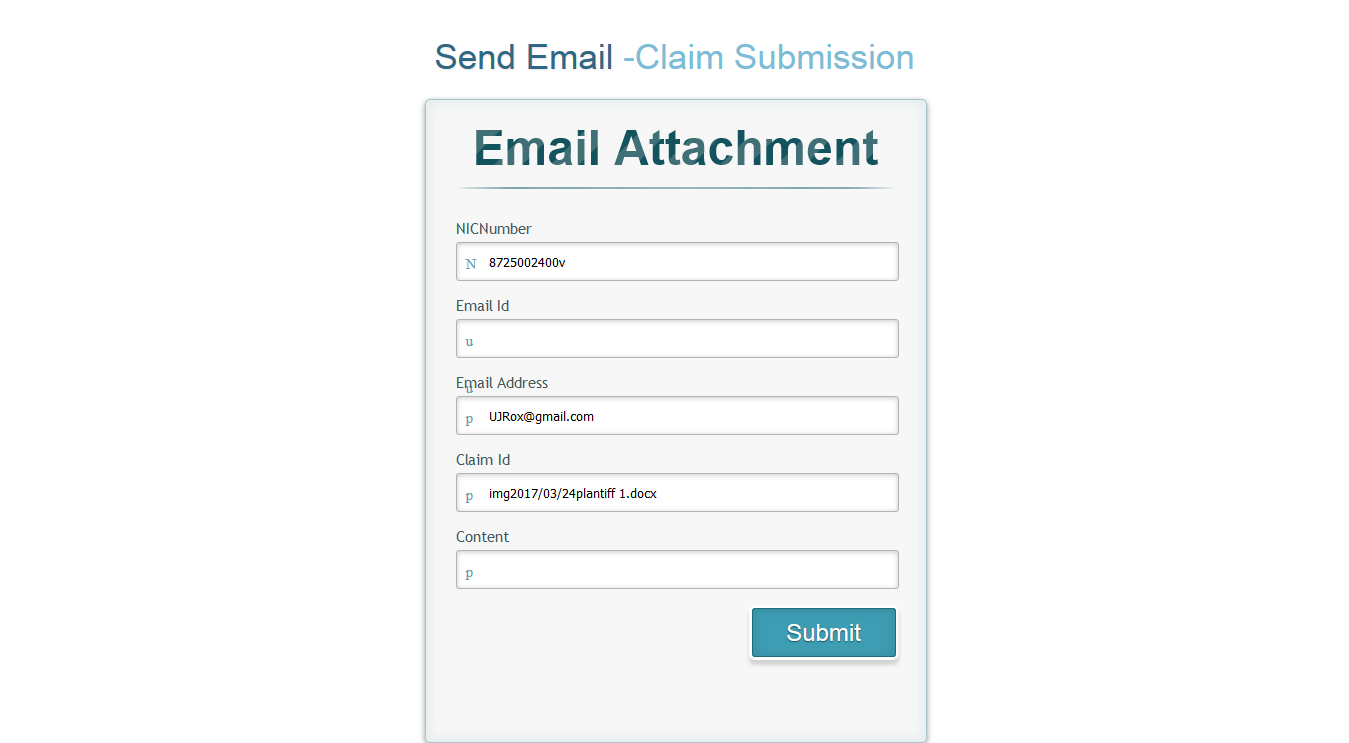 Send Email -Claim Submission
Email Attachment
NICNumber
N 8725002400v
Email Id
u
Email Address
u
p UJRox@gmail.com
Claim Id
p img2017/03/24plantiff 1.docx
Content
p
Submit